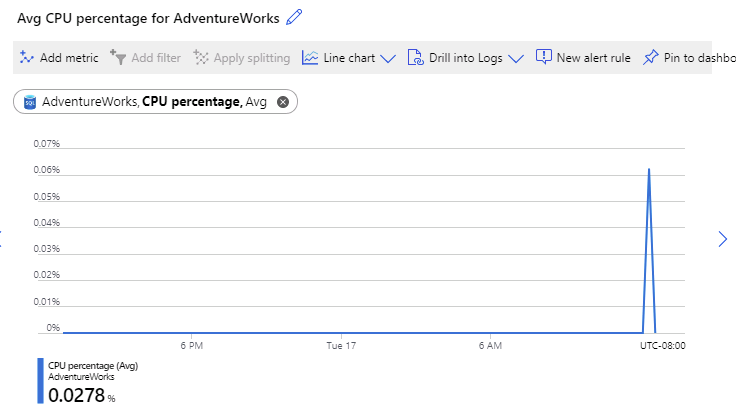 Avg CPU percentage for AdventureWorks
Add metric Add filter Apply splitting Line chart Drill into Logs New alert rule Pin to dashbo
SQL AdventureWorks, CPU percentage, Avg
0.07%
0.06%
0.05%
0.04%
0.03%
0.02%
0.01%
0%
6 PM Tue 17 6 AM UTC-08:00
CPU percentage (Avg)
AdventureWorks
0.0278 %